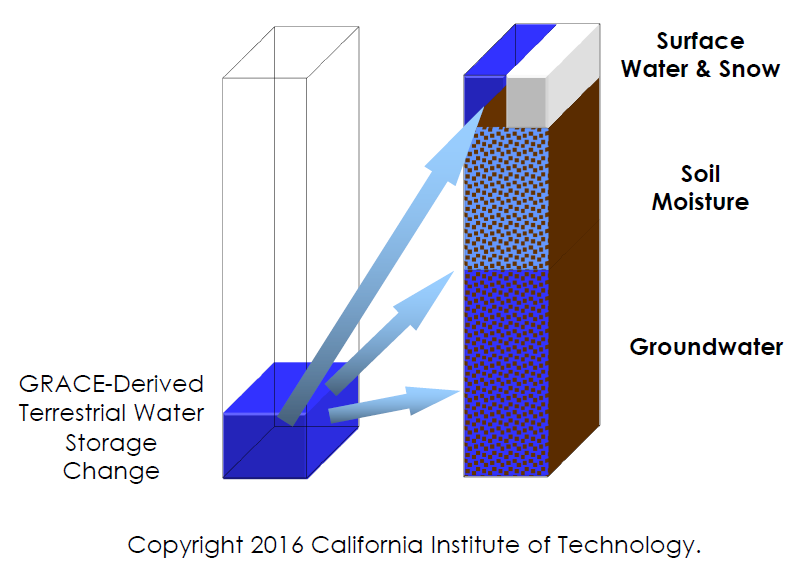 Surface
Water & Snow
Soil
Moisture
Groundwater
GRACE-Derived
Terrestrial Water
Storage
Change
Copyright 2016 California Institute of Technology.